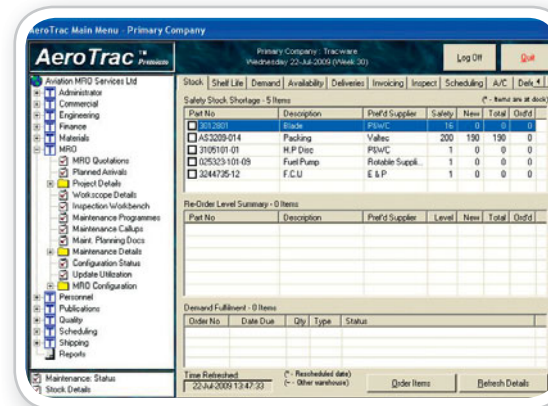 AeroTrac Main Menu - Primary Company
AeroTrac ™
Premium
Primary Company : Tracware
Wednesday 22-Jul-2009 (Week 30)
Log Off
Quit
Aviation MRO Services Ltd
Administrator
Commercial
Engineering
Finance
Materials
MRO
MRO Quotations
Planned Arrivals
Project Details
Workscope Details
Inspection Workbench
Maintenance Programmes
Maintenance Callups
Maint. Planning Docs
Maintenance Details
Configuration Status
Update Utilization
MRO Configuration
Personnel
Publications
Quality
Scheduling
Shipping
Reports
Maintenance: Status
Stock Details
Stock Shelf Life Demand Availability Deliveries Invoicing Inspect Scheduling A/C
Safety Stock Shortage - 5 Items (* - Items are at dock)
Part No Description Pref'd Supplier Safety New Total Ord'd
3012801 Blade P&WC 16 0 0 0
AS3209-014 Packing Valtec 200 190 190 0
3105101-01 H.P Disc P&WC 1 0 0 0
025323-101-09 Fuel Pump Rotable Suppli... 1 0 0 0
3244735-12 F.C.U E & P 1 0 0 0
Re-Order Level Summary - 0 Items
Part No Description Pref'd Supplier Level New Total Ord'd
Demand Fulfilment - 0 Items
Order No Date Due Qty Type Status
Time Refreshed
22-Jul-2009 13:47:33
(* - Rescheduled date)
(~ - Other warehouse)
Order Items
Refresh Details